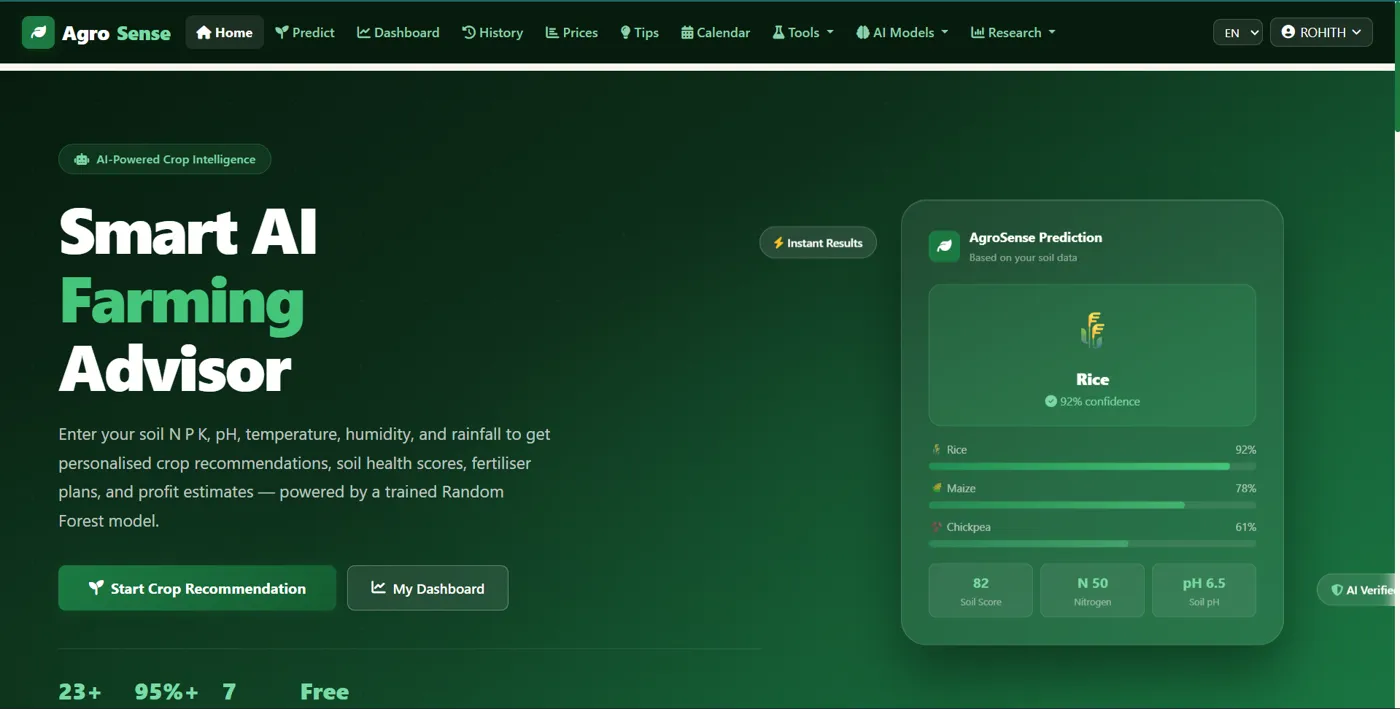 Agro Sense
Home
Predict
Dashboard
History
Prices
Tips
Calendar
Tools
AI Models
Research
EN
ROHITH
AI-Powered Crop Intelligence
Smart AI
Farming
Advisor
Enter your soil N P K, pH, temperature, humidity, and rainfall to get
personalised crop recommendations, soil health scores, fertiliser
plans, and profit estimates — powered by a trained Random
Forest model.
Start Crop Recommendation
My Dashboard
23+
95%+
7
Free
Instant Results
AgroSense Prediction
Based on your soil data
Rice
92% confidence
Rice 92%
Maize 78%
Chickpea 61%
82
Soil Score
N 50
Nitrogen
pH 6.5
Soil pH
AI Verifie